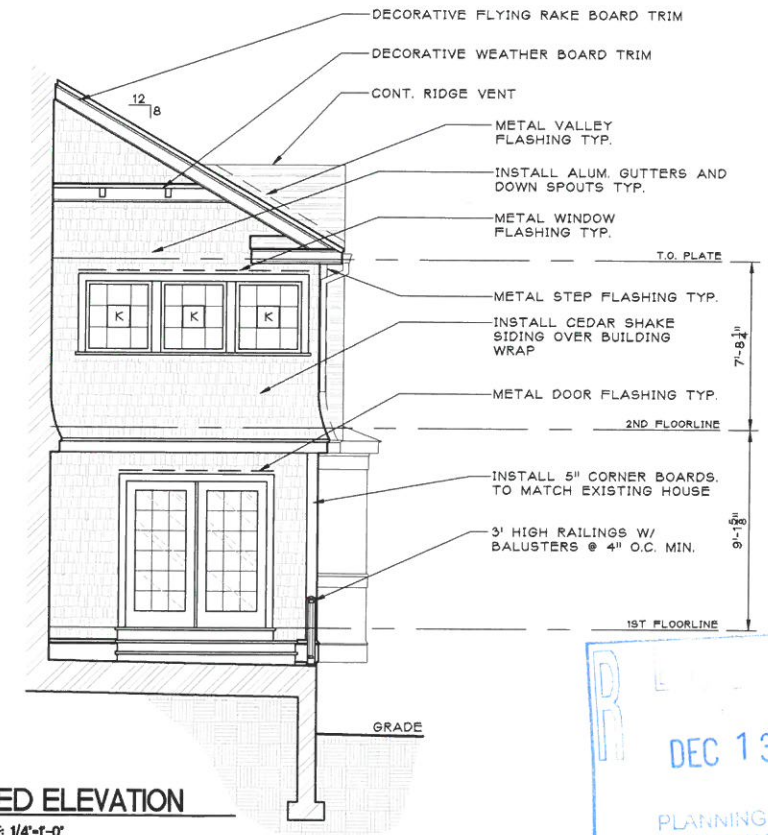 DECORATIVE FLYING RAKE BOARD TRIM
DECORATIVE WEATHER BOARD TRIM
CONT. RIDGE VENT
12
8
METAL VALLEY
FLASHING TYP.
INSTALL ALUM. GUTTERS AND
DOWN SPOUTS TYP.
METAL WINDOW
FLASHING TYP.
T.O. PLATE
METAL STEP FLASHING TYP.
K
K
K
INSTALL CEDAR SHAKE
SIDING OVER BUILDING
WRAP
7'-8 1/4"
METAL DOOR FLASHING TYP.
2ND FLOORLINE
INSTALL 5" CORNER BOARDS.
TO MATCH EXISTING HOUSE
9'-1 5/8"
3' HIGH RAILINGS W/
BALUSTERS @ 4" O.C. MIN.
1ST FLOORLINE
GRADE
DEC 13
PLANNING
ED ELEVATION
1/4"=1'-0"